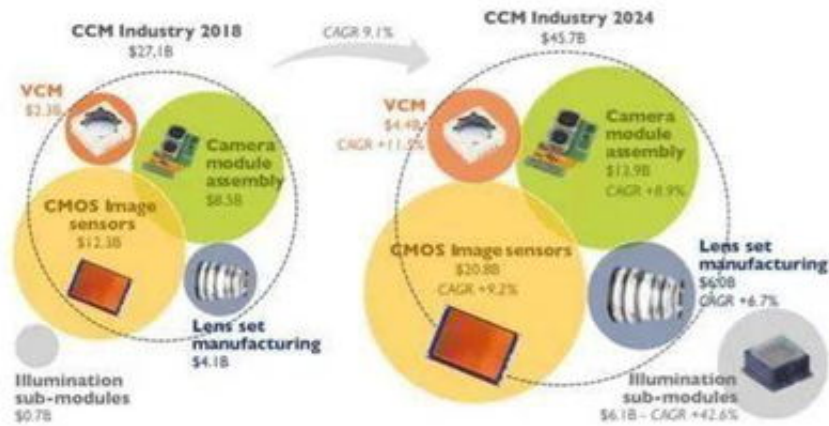 CCM Industry 2018
$27.1B
CAGR 9.1%
CCM Industry 2024
$45.7B
VCM
$2.3B
Camera
module
assembly
$8.5B
CMOS Image
sensors
$12.3B
Lens set
manufacturing
$4.1B
Illumination
sub-modules
$0.7B
VCM
$4.4B
CAGR +11.5%
Camera
module
assembly
$13.9B
CAGR +8.9%
CMOS Image sensors
$20.8B
CAGR +9.2%
Lens set
manufacturing
$6.0B
CAGR +6.7%
Illumination
sub-modules
$6.1B - CAGR +42.6%